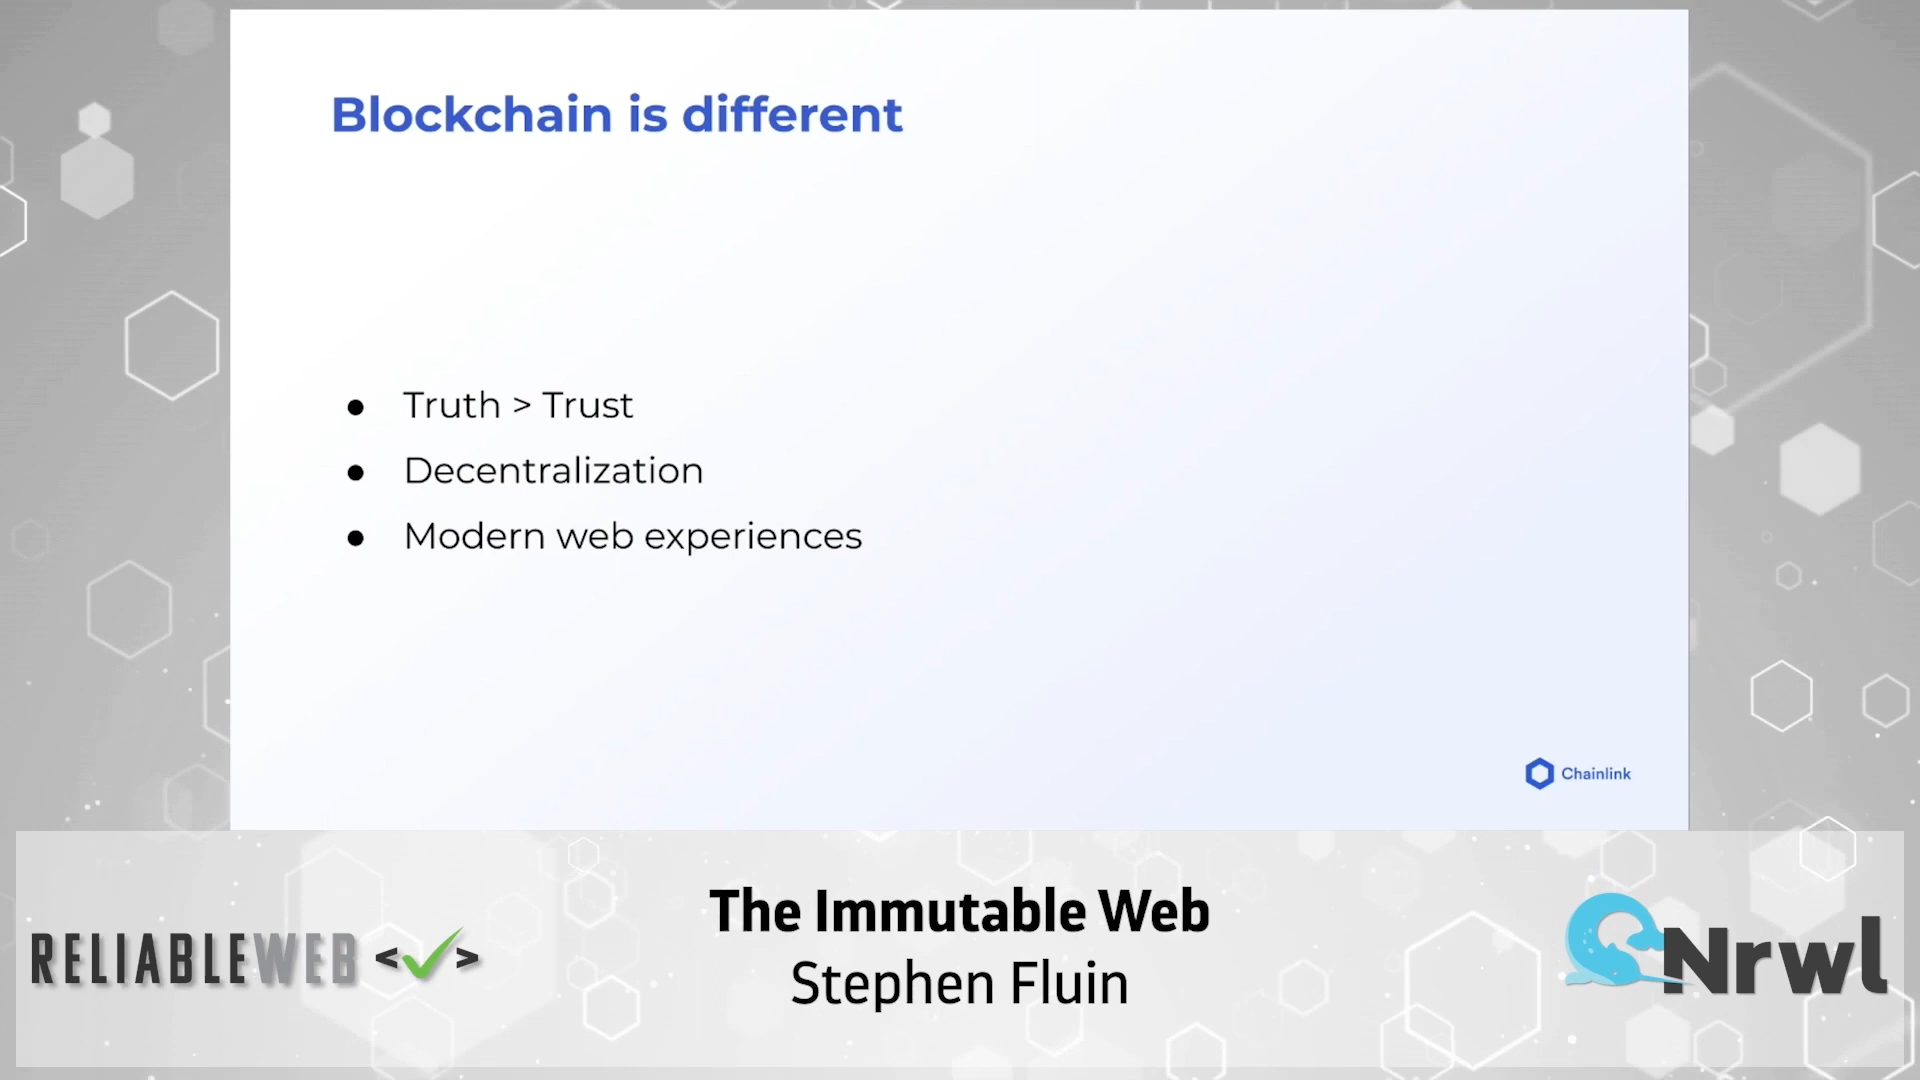 Blockchain is different
● Truth > Trust
● Decentralization
● Modern web experiences
Chainlink
RELIABLEWEB <✓>
The Immutable Web
Stephen Fluin
Nrwl